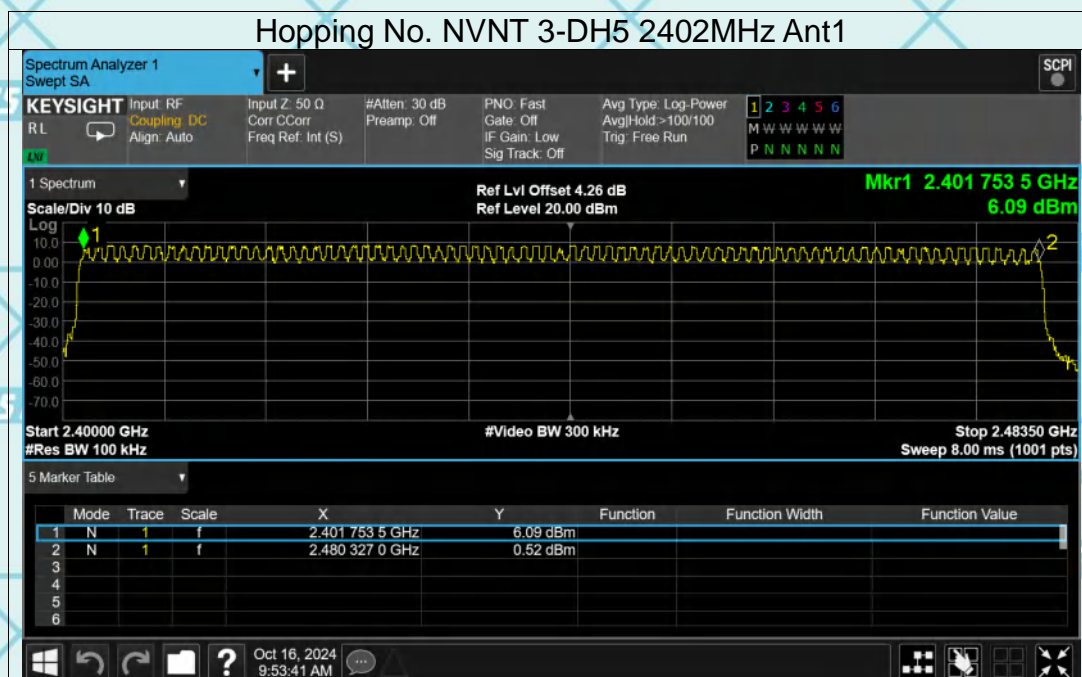 Hopping No. NVNT 3-DH5 2402MHz Ant1
Spectrum Analyzer 1
Swept SA
+
SCPI
KEYSIGHT
RL
LXI
Input: RF
Coupling: DC
Align: Auto
Input Z: 50 Ω
Corr CCorr
Freq Ref: Int (S)
#Atten: 30 dB
Preamp: Off
PNO: Fast
Gate: Off
IF Gain: Low
Sig Track: Off
Avg Type: Log-Power
Avg|Hold:>100/100
Trig: Free Run
1 2 3 4 5 6
M W W W W W
P N N N N N
1 Spectrum
Scale/Div 10 dB
Ref Lvl Offset 4.26 dB
Ref Level 20.00 dBm
Mkr1 2.401 753 5 GHz
6.09 dBm
Log
10.0
0.00
-10.0
-20.0
-30.0
-40.0
-50.0
-60.0
-70.0
1
2
Start 2.40000 GHz
#Video BW 300 kHz
Stop 2.48350 GHz
#Res BW 100 kHz
Sweep 8.00 ms (1001 pts)
5 Marker Table
Mode Trace Scale X Y Function Function Width Function Value
1 N 1 f 2.401 753 5 GHz 6.09 dBm
2 N 1 f 2.480 327 0 GHz 0.52 dBm
3
4
5
6
?
Oct 16, 2024
9:53:41 AM